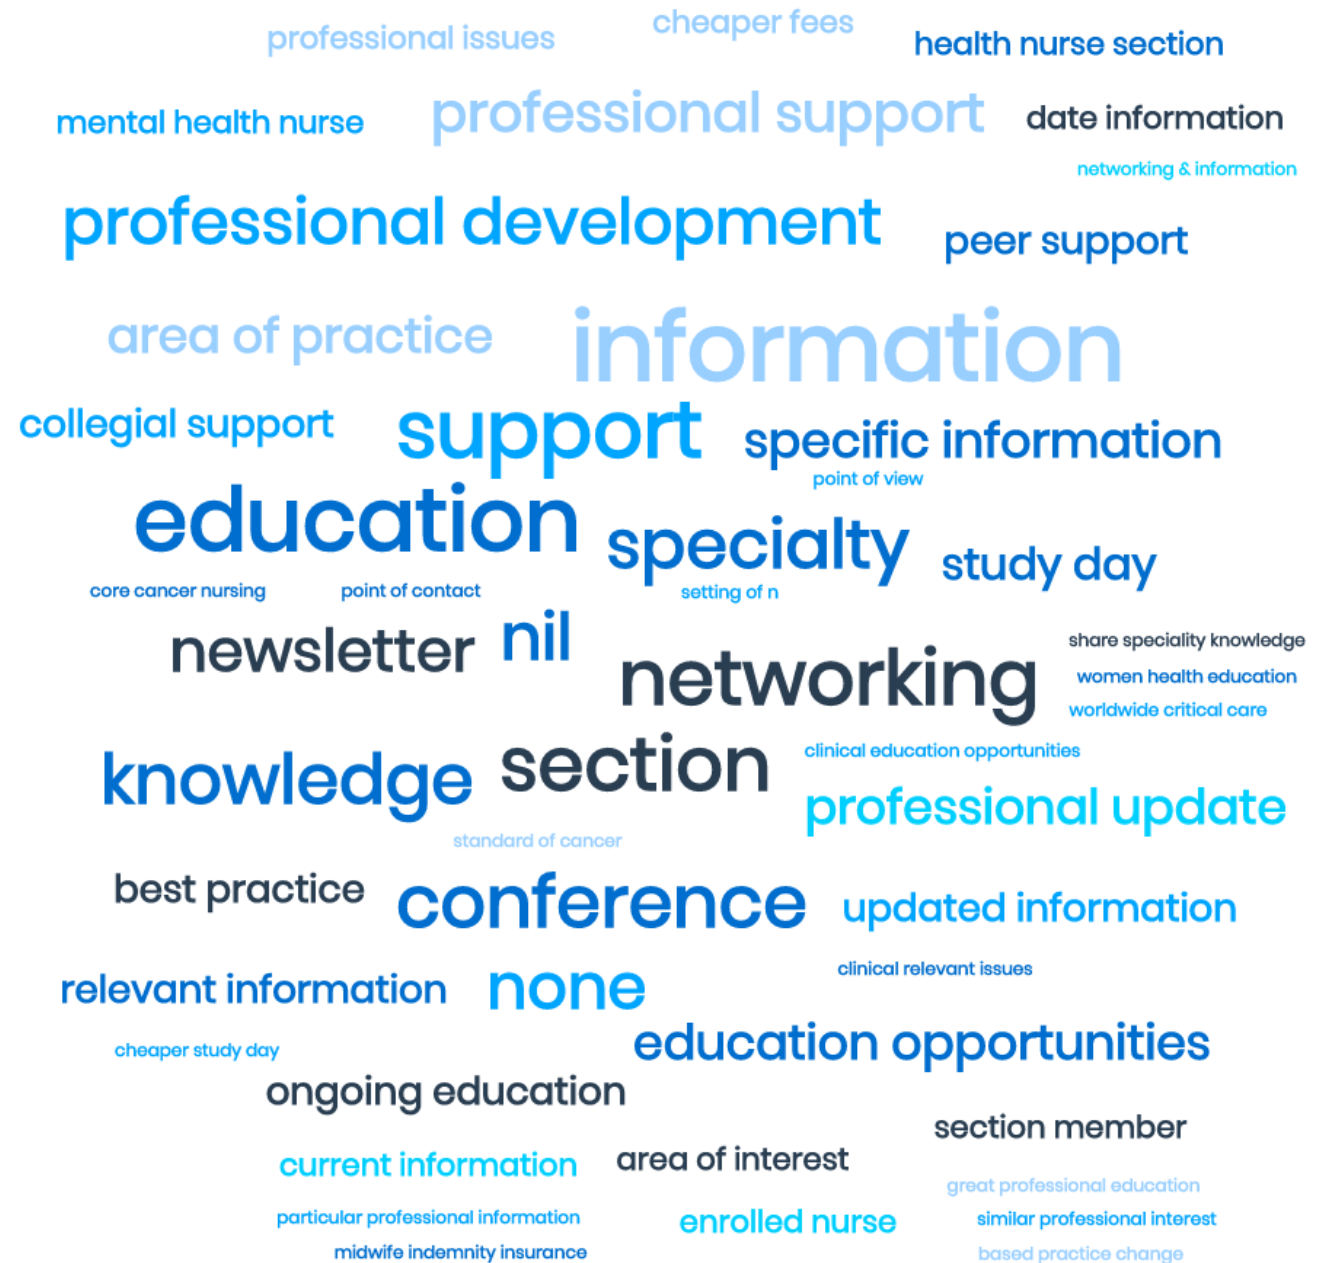 cheaper fees
professional issues
health nurse section
professional support
mental health nurse
date information
networking & information
professional development
peer support
area of practice
information
collegial support
support
specific information
point of view
education
specialty
study day
core cancer nursing
point of contact
setting of n
newsletter
nil
networking
share speciality knowledge
women health education
worldwide critical care
knowledge
section
clinical education opportunities
professional update
standard of cancer
best practice
conference
updated information
clinical relevant issues
relevant information
none
education opportunities
cheaper study day
ongoing education
section member
current information
area of interest
great professional education
particular professional information
enrolled nurse
similar professional interest
midwife indemnity insurance
based practice change